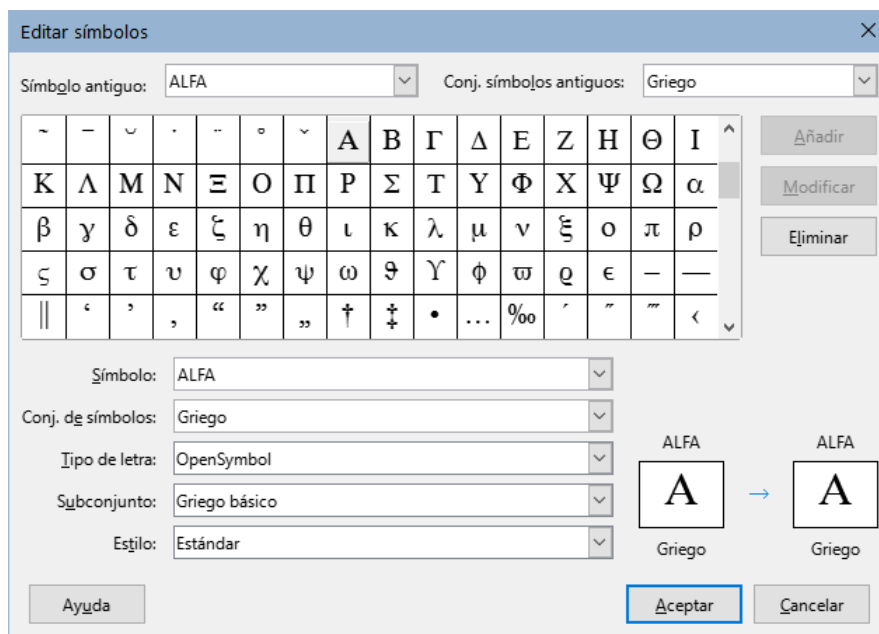 Editar símbolos
Símbolo antiguo: ALFA Conj. símbolos antiguos: Griego
˜ ¯ ˘ ˙ ¨ ° ˇ Α Β Γ Δ Ε Ζ Η Θ Ι
Κ Λ Μ Ν Ξ Ο Π Ρ Σ Τ Υ Φ Χ Ψ Ω α
β γ δ ε ζ η θ ι κ λ μ ν ξ ο π ρ
ς σ τ υ φ χ ψ ω ϑ ϒ ϕ ϖ ϱ ϵ – —
‖ ‘ ’ ‚ “ ” „ † ‡ • … ‰ ′ ″ ‴ ‹
Añadir
Modificar
Eliminar
Símbolo: ALFA
Conj. de símbolos: Griego
Tipo de letra: OpenSymbol
Subconjunto: Griego básico
Estilo: Estándar
ALFA ALFA
Α → Α
Griego Griego
Ayuda Aceptar Cancelar